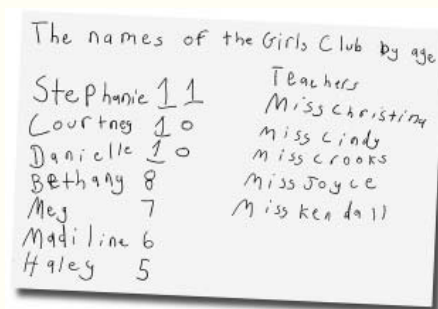 The names of the Girls Club by age
Stephanie 11
Courtney 10
Danielle 10
Bethany 8
Meg 7
Madiline 6
Haley 5
Teachers
Miss Christina
Miss Cindy
Miss Crooks
Miss Joyce
Miss Kendall